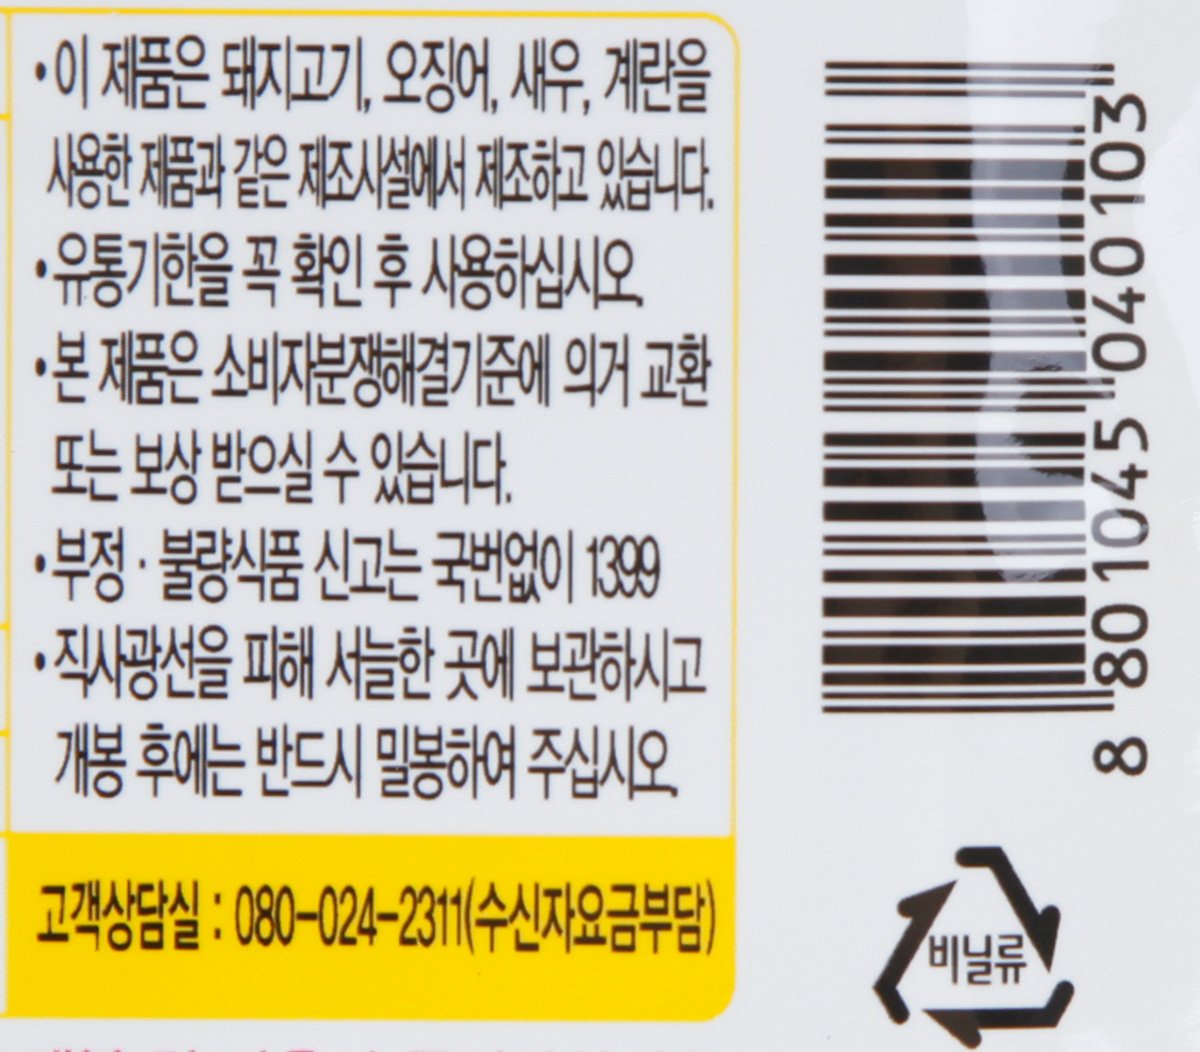 • 이 제품은 돼지고기, 오징어, 새우, 계란을
사용한 제품과 같은 제조시설에서 제조하고 있습니다.
• 유통기한을 꼭 확인 후 사용하십시오.
• 본 제품은 소비자분쟁해결기준에 의거 교환
또는 보상 받으실 수 있습니다.
• 부정 · 불량식품 신고는 국번없이 1399
• 직사광선을 피해 서늘한 곳에 보관하시고
개봉 후에는 반드시 밀봉하여 주십시오.
고객상담실 : 080-024-2311(수신자요금부담)
8 801045 040103
비닐류